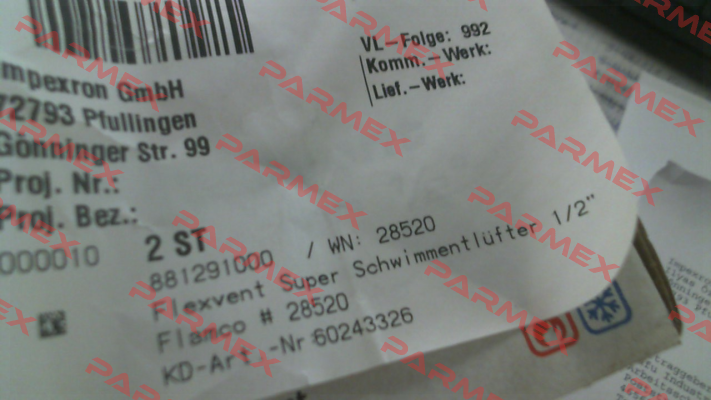 VL-Folge: 992
Komm.-Werk:
Lief.-Werk:
mpexron GmbH
72793 Pfullingen
Gönninger Str. 99
Proj. Nr.:
Proj. Bez.:
000010
2 ST
881291000 / WN: 28520
Flexvent Super Schwimmentlüfter 1/2"
Flamco # 28520
KD-Art.-Nr 60243326
PARMEX